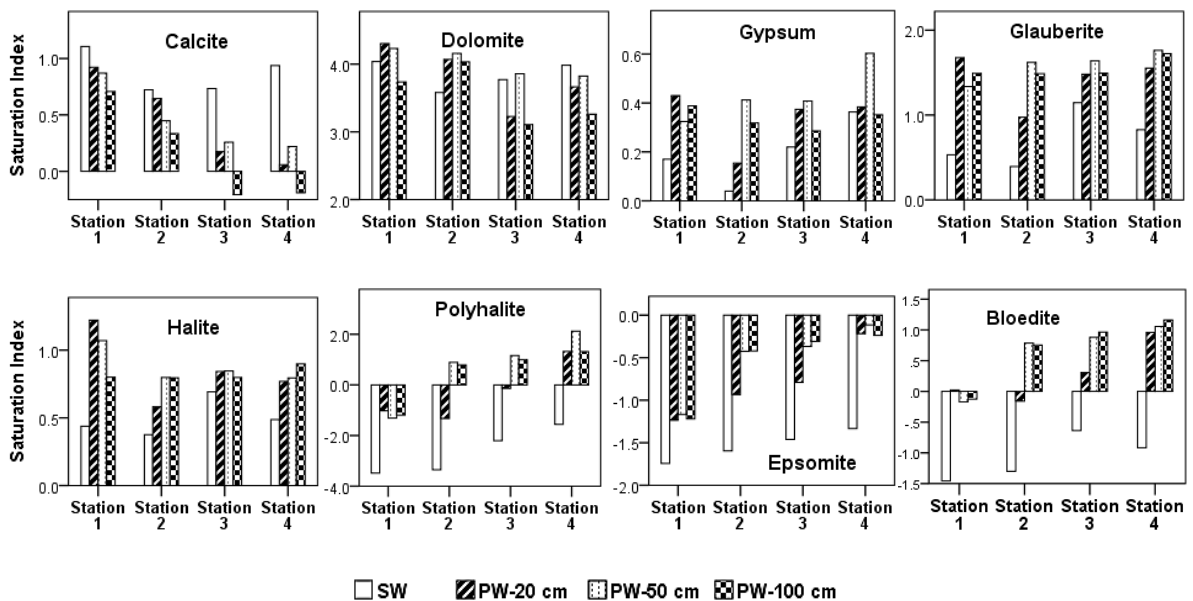 Saturation Index
Calcite
1.0
0.5
0.0
Station 1 Station 2 Station 3 Station 4
Dolomite
4.0
3.0
2.0
Station 1 Station 2 Station 3 Station 4
Gypsum
0.6
0.4
0.2
0.0
Station 1 Station 2 Station 3 Station 4
Glauberite
2.0
1.0
0.0
Station 1 Station 2 Station 3 Station 4
Saturation Index
Halite
1.0
0.5
0.0
Station 1 Station 2 Station 3 Station 4
Polyhalite
2.0
0.0
-2.0
-4.0
Station 1 Station 2 Station 3 Station 4
Epsomite
0.0
-0.5
-1.0
-1.5
-2.0
Station 1 Station 2 Station 3 Station 4
Bloedite
1.5
1.0
.5
.0
-.5
-1.0
-1.5
Station 1 Station 2 Station 3 Station 4
SW PW-20 cm PW-50 cm PW-100 cm